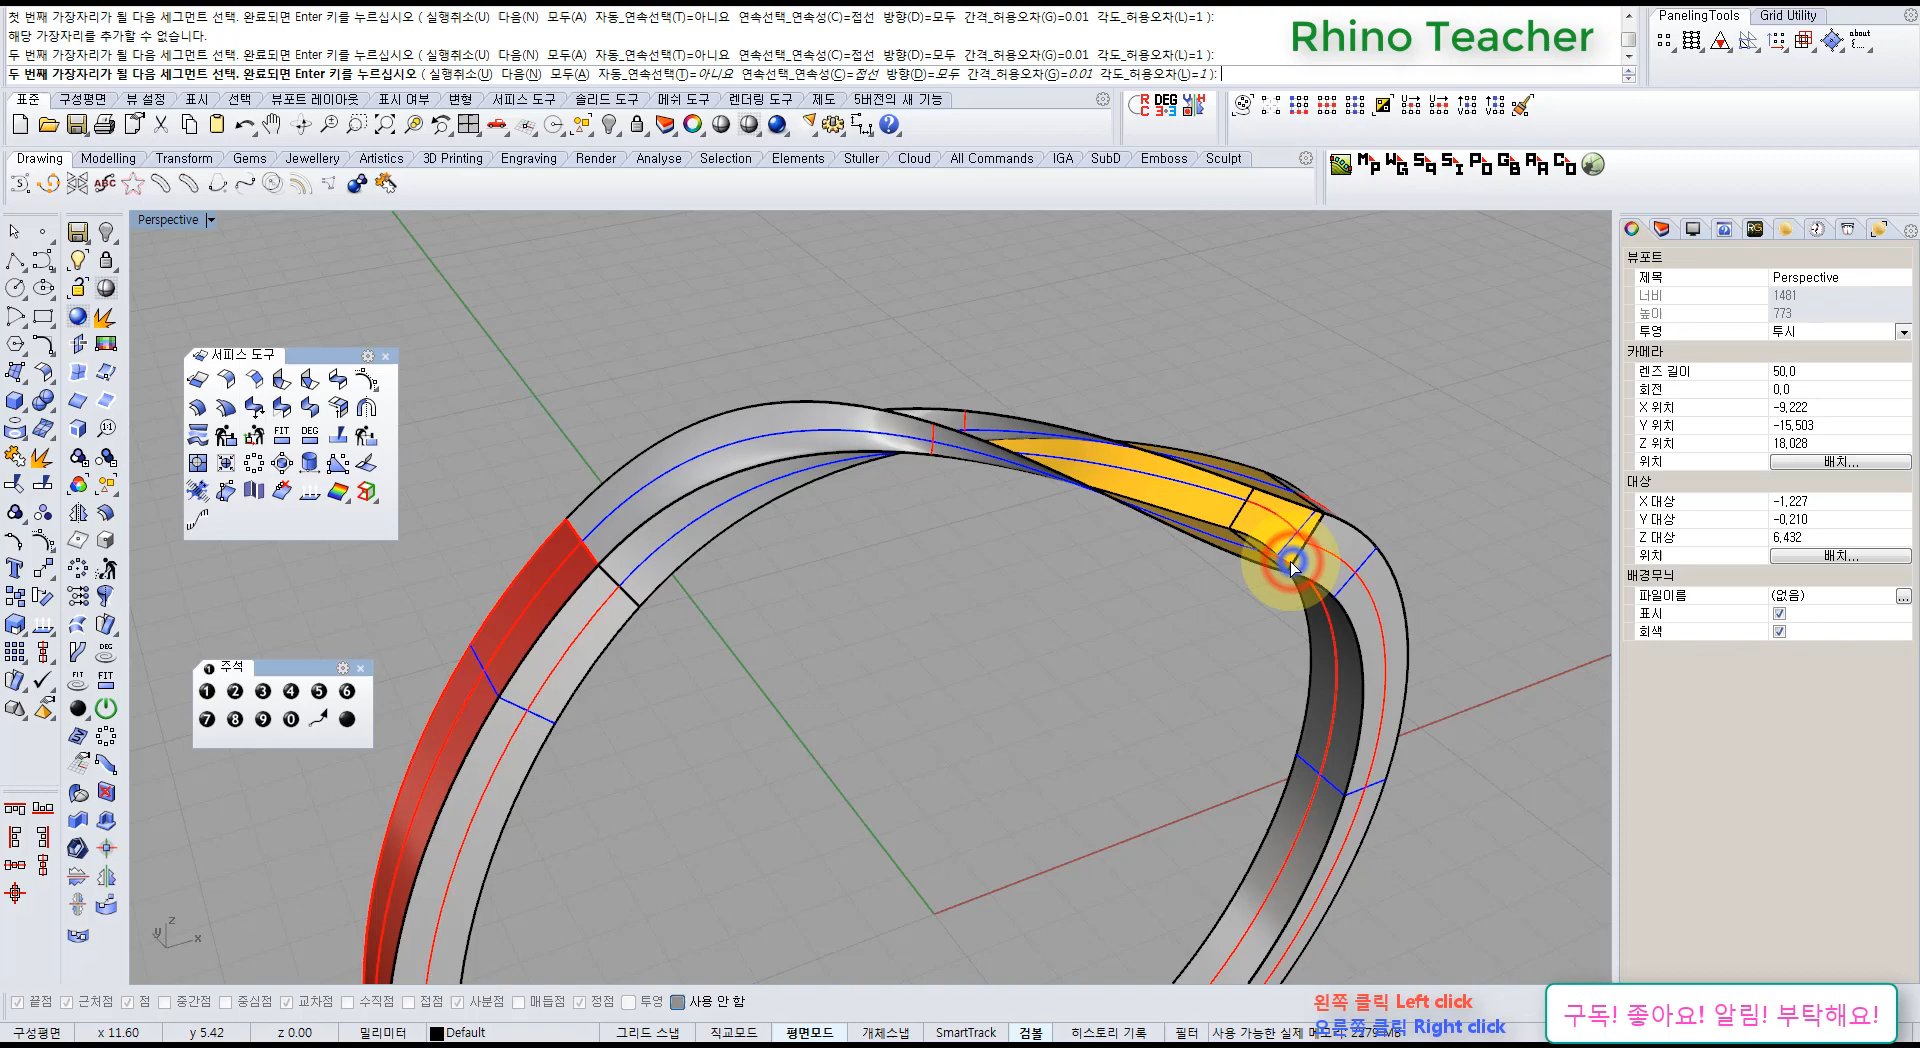 첫 번째 가장자리가 될 다음 세그먼트 선택. 완료되면 Enter 키를 누르십시오 ( 실행취소(U) 다음(N) 모두(A) 자동_연속선택(T)=아니요 연속선택_연속성(C)=접선 방향(D)=모두 간격_허용오차(G)=0.01 각도_허용오차(L)=1 ):
해당 가장자리를 추가할 수 없습니다.
두 번째 가장자리가 될 다음 세그먼트 선택. 완료되면 Enter 키를 누르십시오 ( 실행취소(U) 다음(N) 모두(A) 자동_연속선택(T)=아니요 연속선택_연속성(C)=접선 방향(D)=모두 간격_허용오차(G)=0.01 각도_허용오차(L)=1 ):
두 번째 가장자리가 될 다음 세그먼트 선택. 완료되면 Enter 키를 누르십시오 ( 실행취소(U) 다음(N) 모두(A) 자동_연속선택(T)=아니요 연속선택_연속성(C)=접선 방향(D)=모두 간격_허용오차(G)=0.01 각도_허용오차(L)=1 ):
Rhino Teacher
PanelingTools Grid Utility
about
표준 구성평면 뷰 설정 표시 선택 뷰포트 레이아웃 표시 여부 변형 서피스 도구 솔리드 도구 메쉬 도구 렌더링 도구 제도 5버전의 새 기능
Drawing Modelling Transform Gems Jewellery Artistics 3D Printing Engraving Render Analyse Selection Elements Stuller Cloud All Commands IGA SubD Emboss Sculpt
Perspective
서피스 도구
FIT DEG
주석
1 2 3 4 5 6
7 8 9 0
뷰포트
제목 Perspective
너비 1481
높이 773
투영 투시
카메라
렌즈 길이 50.0
회전 0.0
X 위치 -9.222
Y 위치 -15.503
Z 위치 18.028
위치 배치...
대상
X 대상 -1.227
Y 대상 -0.210
Z 대상 6.432
위치 배치...
배경무늬
파일이름 (없음) ...
표시
회색
z
y x
끝점 근처점 점 중간점 중심점 교차점 수직점 접점 사분점 매듭점 정점 투영 사용 안 함
왼쪽 클릭 Left click
오른쪽 클릭 Right click
구독! 좋아요! 알림! 부탁해요!
구성평면 x 11.60 y 5.42 z 0.00 밀리미터 Default 그리드 스냅 직교모드 평면모드 개체스냅 SmartTrack 검볼 히스토리 기록 필터 사용 가능한 실제 메모리: 2279 MB